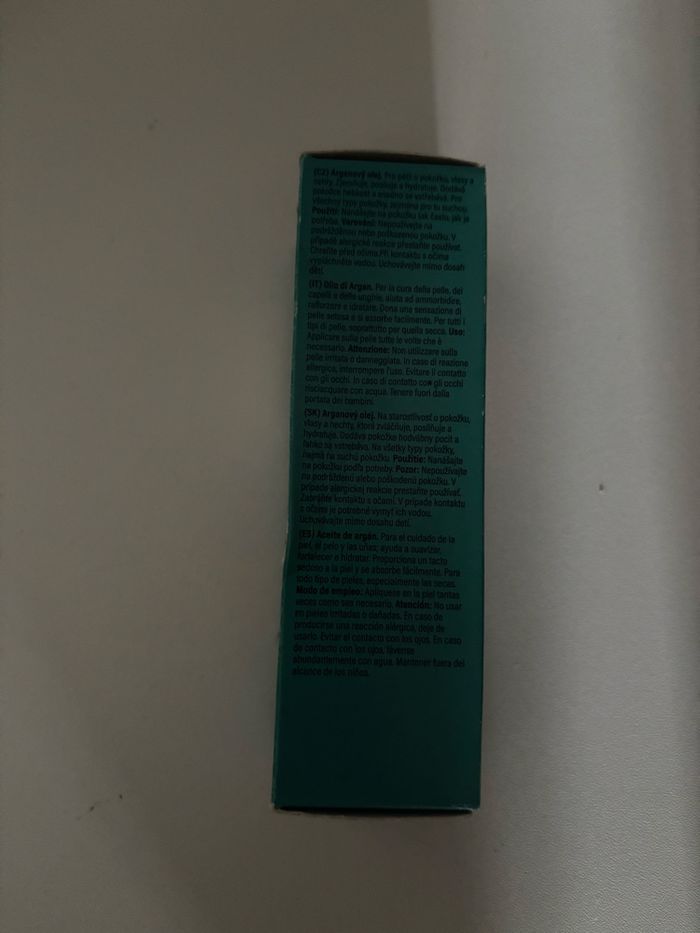 (CZ) Arganový olej. Pro péči o pokožku, vlasy a
nehty. Zjemňuje, posiluje a hydratuje. Dodává
pokožce hebkost a snadno se vstřebává. Pro
všechny typy pokožky, zejména pro tu suchou.
Použití: Nanášejte na pokožku tak často, jak je
potřeba. Varování: Nepoužívejte na
podrážděnou nebo poškozenou pokožku. V
případě alergické reakce přestaňte používat.
Chraňte před očima. Při kontaktu s očima
vypláchněte vodou. Uchovávejte mimo dosah
dětí.
(IT) Olio di Argan. Per la cura della pelle, dei
capelli e delle unghie, aiuta ad ammorbidire,
rafforzare e idratare. Dona una sensazione di
pelle setosa e si assorbe facilmente. Per tutti i
tipi di pelle, soprattutto per quella secca. Uso:
Applicare sulla pelle tutte le volte che è
necessario. Attenzione: Non utilizzare sulla
pelle irritata o danneggiata. In caso di reazione
allergica, interrompere l'uso. Evitare il contatto
con gli occhi. In caso di contatto con gli occhi
risciacquare con acqua. Tenere fuori dalla
portata dei bambini.
(SK) Arganový olej. Na starostlivosť o pokožku,
vlasy a nechty, ktorá zvláčňuje, posilňuje a
hydratuje. Dodáva pokožke hodvábny pocit a
ľahko sa vstrebáva. Na všetky typy pokožky,
najmä na suchú pokožku. Použitie: Nanášajte
na pokožku podľa potreby. Pozor: Nepoužívajte
na podráždenú alebo poškodenú pokožku. V
prípade alergickej reakcie prestaňte používať.
Zabráňte kontaktu s očami. V prípade kontaktu
s očami je potrebné vymyť ich vodou.
Uchovávajte mimo dosahu detí.
(ES) Aceite de argán. Para el cuidado de la
piel, el pelo y las uñas; ayuda a suavizar,
fortalecer e hidratar. Proporciona un tacto
sedoso a la piel y se absorbe fácilmente. Para
todo tipo de pieles, especialmente las secas.
Modo de empleo: Aplíquese en la piel tantas
veces como sea necesario. Atención: No usar
en pieles irritadas o dañadas. En caso de
producirse una reacción alérgica, deje de
usarlo. Evitar el contacto con los ojos. En caso
de contacto con los ojos, lávense
abundantemente con agua. Mantener fuera del
alcance de los niños.